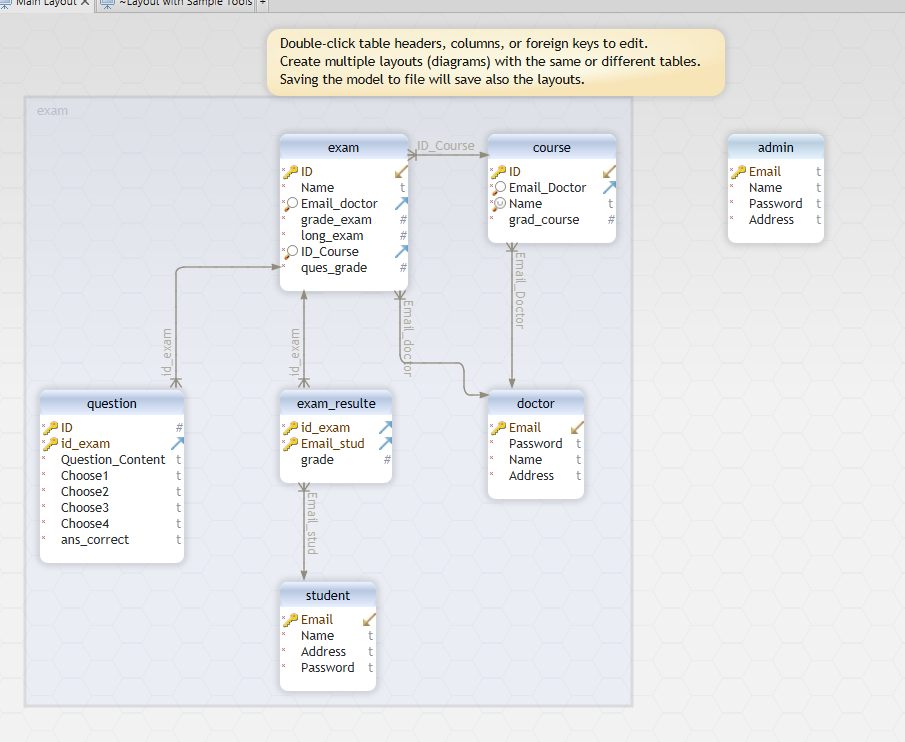 Main Layout
~Layout with Sample Tools
+
Double-click table headers, columns, or foreign keys to edit.
Create multiple layouts (diagrams) with the same or different tables.
Saving the model to file will save also the layouts.
exam
exam
ID
Name t
Email_doctor
grade_exam #
long_exam #
ID_Course
ques_grade #
ID_Course
course
ID
Email_Doctor
Name t
grad_course #
admin
Email t
Name t
Password t
Address t
id_exam
id_exam
Email_doctor
Email_Doctor
question
ID #
id_exam
Question_Content t
Choose1 t
Choose2 t
Choose3 t
Choose4 t
ans_correct t
exam_resulte
id_exam
Email_stud
grade #
doctor
Email
Password t
Name t
Address t
Email_stud
student
Email
Name t
Address t
Password t